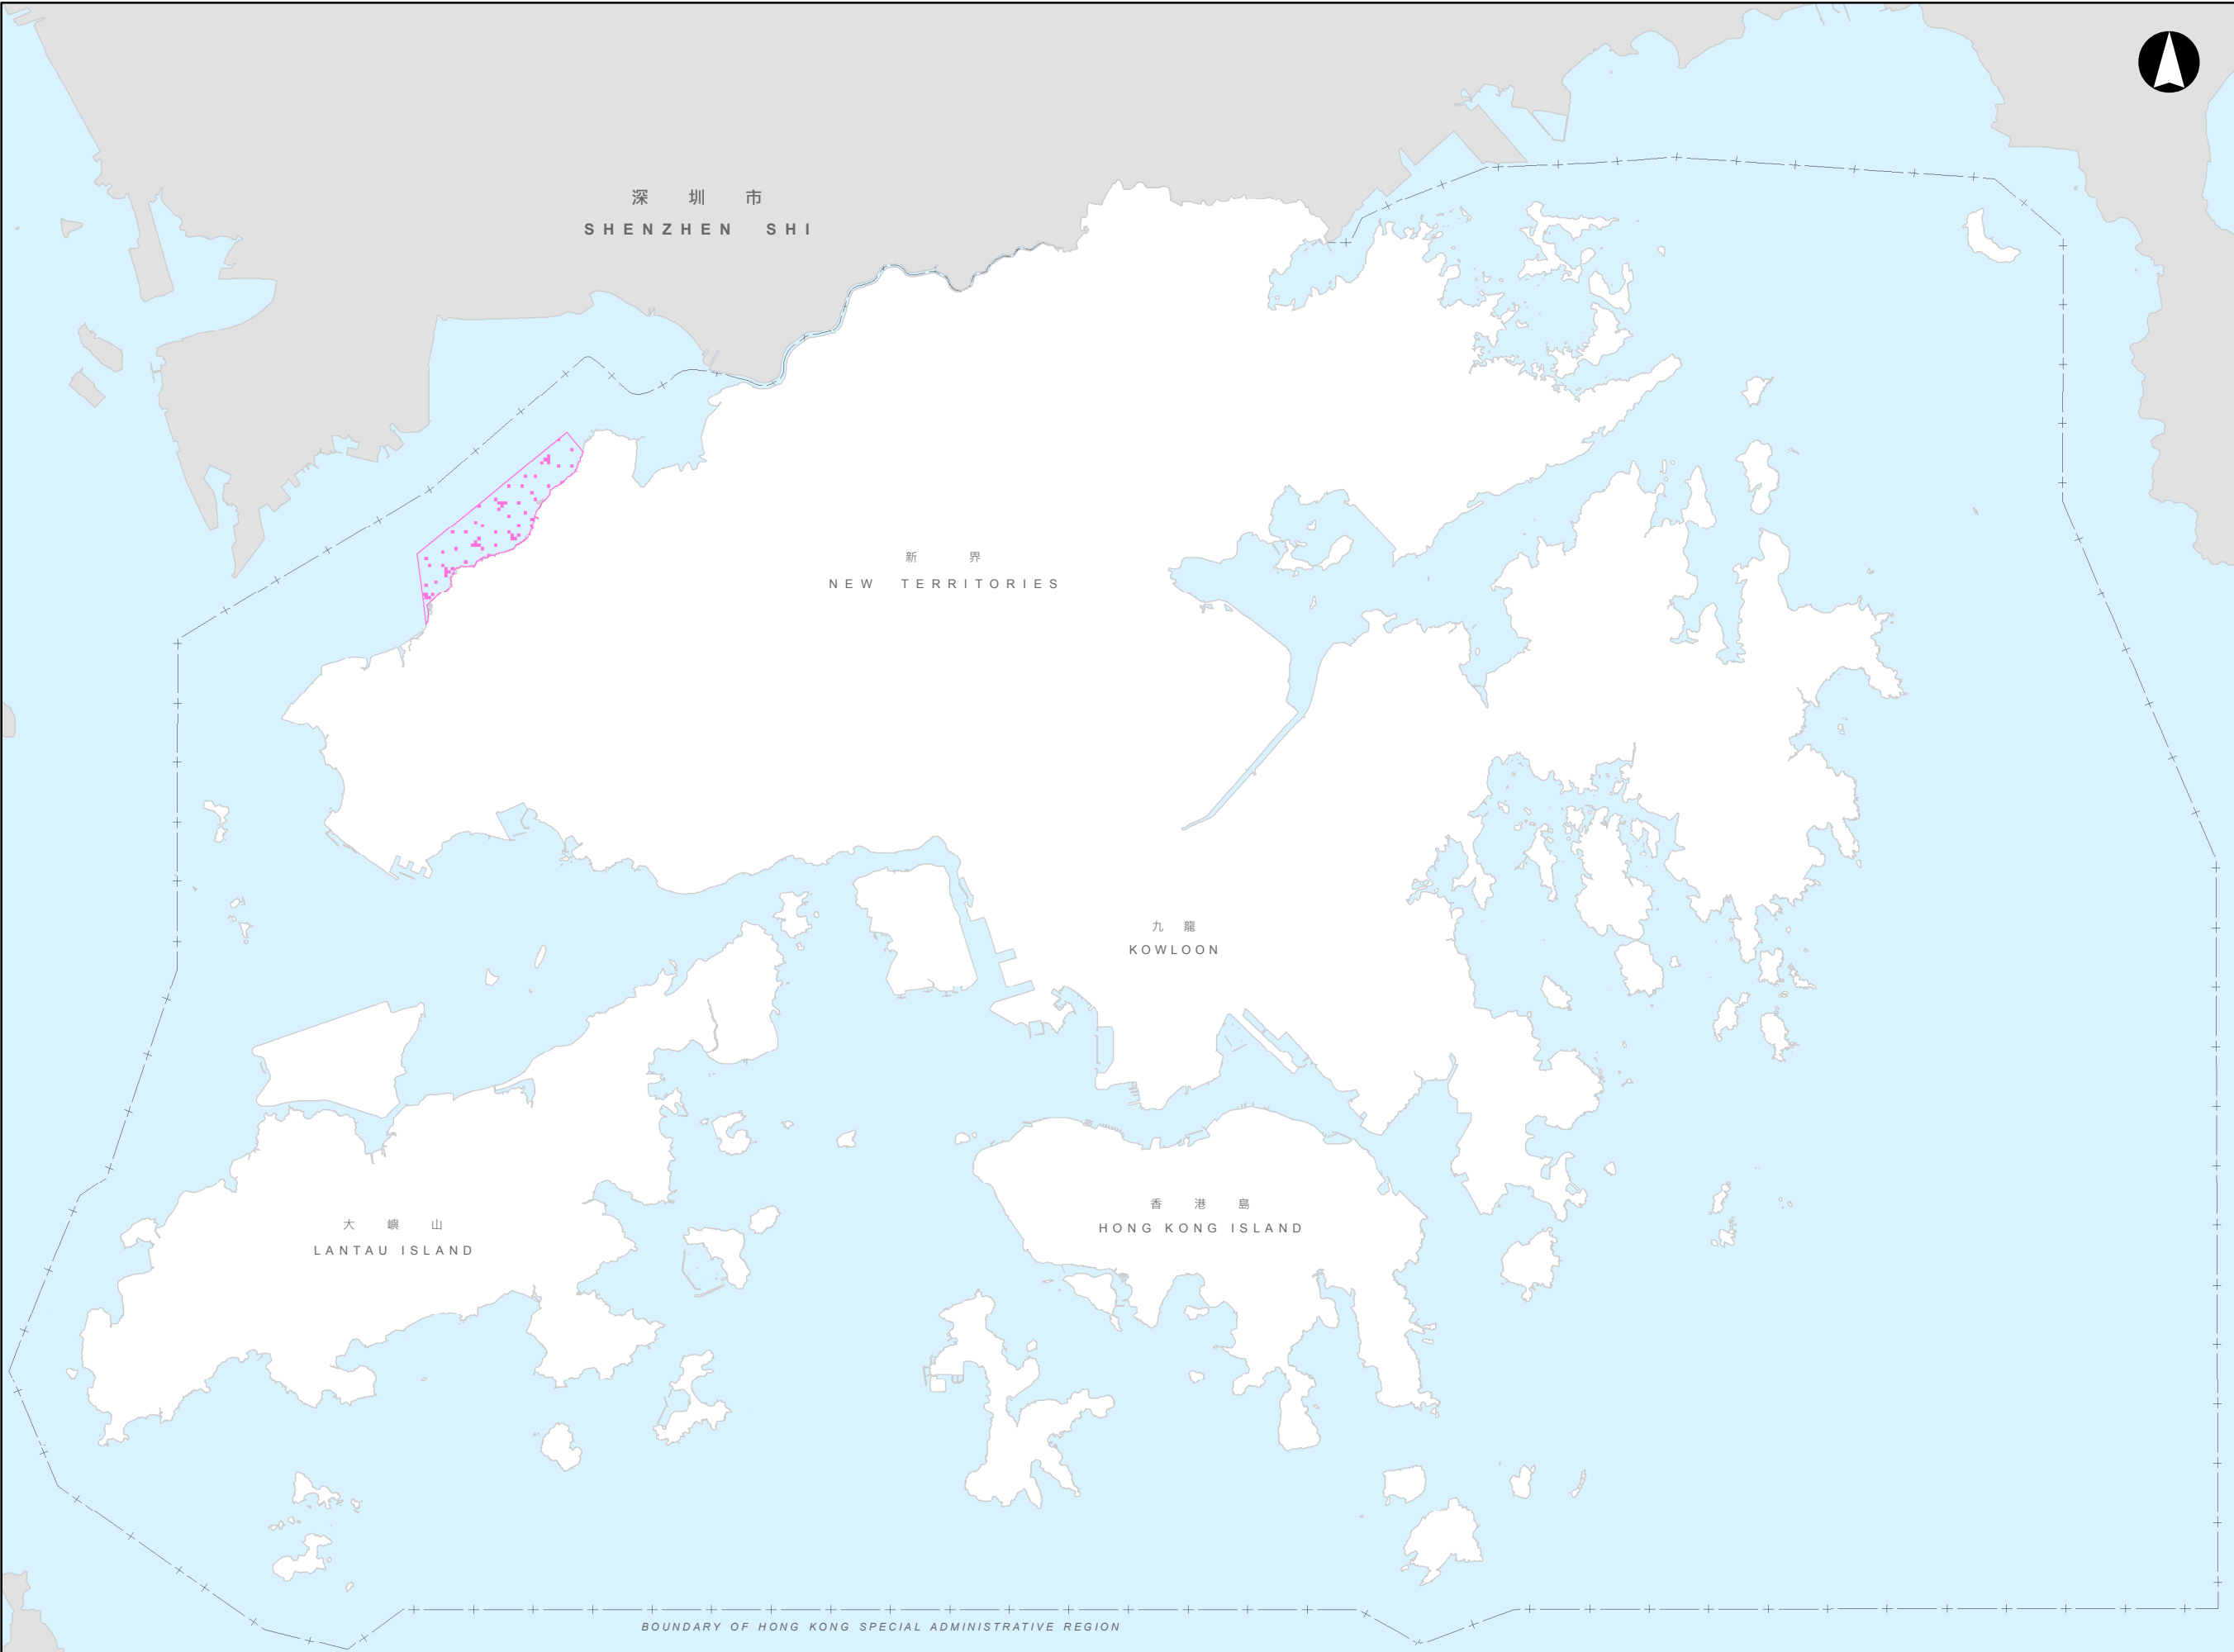 深 圳 市
SHENZHEN SHI
新 界
NEW TERRITORIES
九 龍
KOWLOON
香 港 島
HONG KONG ISLAND
大 嶼 山
LANTAU ISLAND
BOUNDARY OF HONG KONG SPECIAL ADMINISTRATIVE REGION